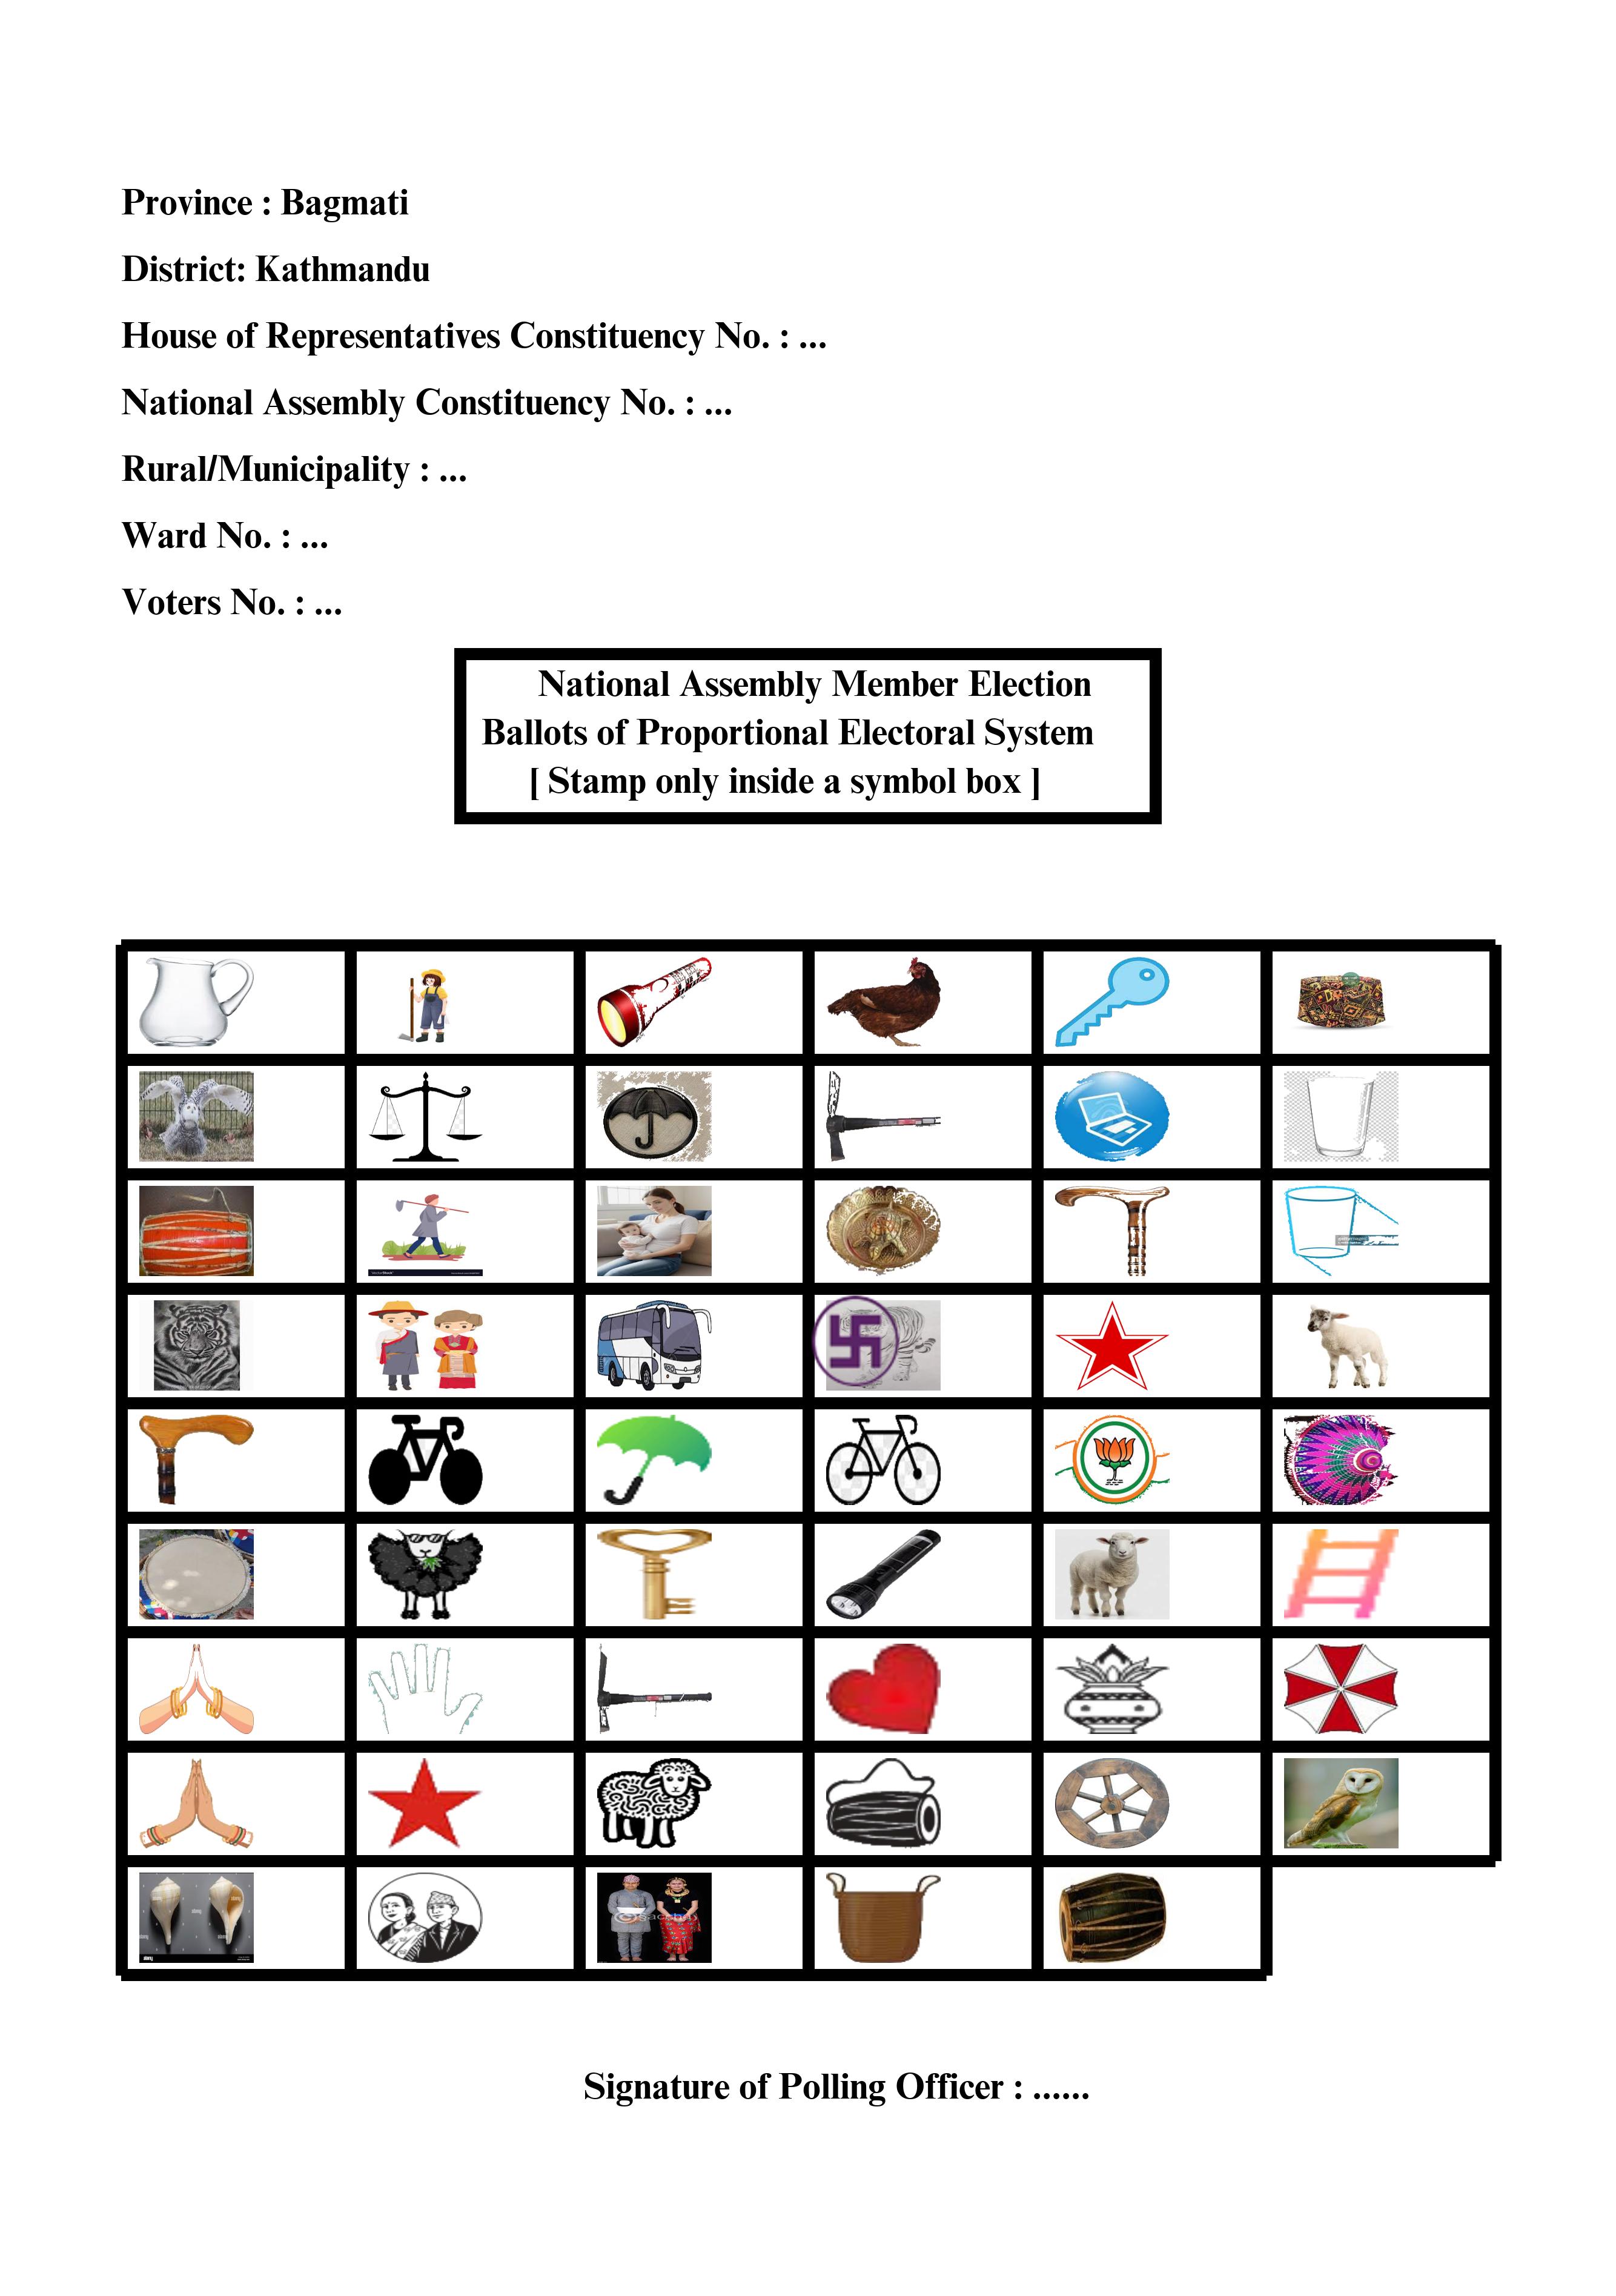 Province : Bagmati
District: Kathmandu
House of Representatives Constituency No. : ...
National Assembly Constituency No. : ...
Rural/Municipality : ...
Ward No. : ...
Voters No. : ...
National Assembly Member Election
Ballots of Proportional Electoral System
[ Stamp only inside a symbol box ]
Signature of Polling Officer : ......